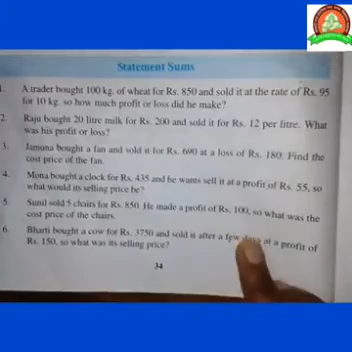 Statement Sums
1. A trader bought 100 kg. of wheat for Rs. 850 and sold it at the rate of Rs. 95
for 10 kg. so how much profit or loss did he make?
2. Raju bought 20 litre milk for Rs. 200 and sold it for Rs. 12 per litre. What
was his profit or loss?
3. Jamuna bought a fan and sold it for Rs. 690 at a loss of Rs. 180. Find the
cost price of the fan.
4. Mona bought a clock for Rs. 435 and he wants sell it at a profit of Rs. 55, so
what would its selling price be?
5. Sunil sold 5 chairs for Rs. 850. He made a profit of Rs. 100, so what was the
cost price of the chairs.
6. Bharti bought a cow for Rs. 3750 and sold it after a few days at a profit of
Rs. 150, so what was its selling price?
34